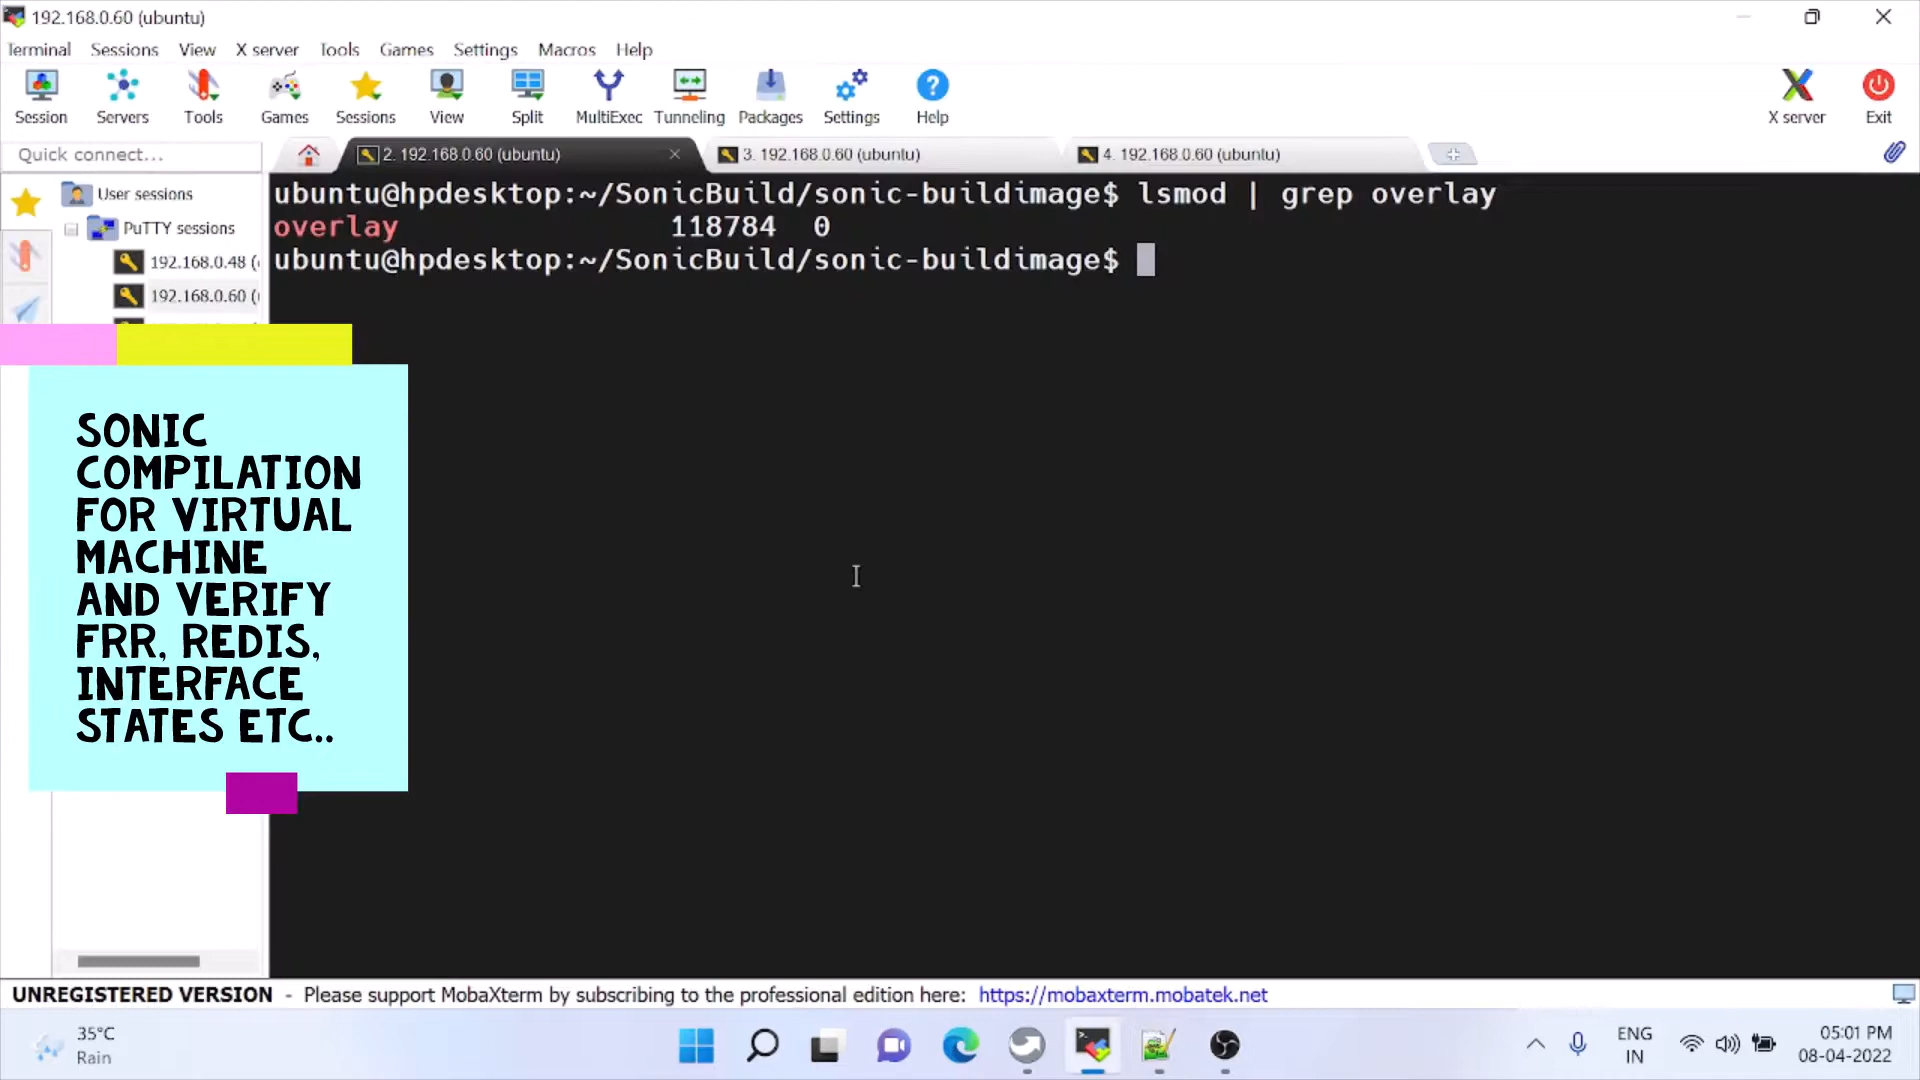 192.168.0.60 (ubuntu)
Terminal Sessions View X server Tools Games Settings Macros Help
Session Servers Tools Games Sessions View Split MultiExec Tunneling Packages Settings Help X server Exit
Quick connect...
2. 192.168.0.60 (ubuntu)
3. 192.168.0.60 (ubuntu)
4. 192.168.0.60 (ubuntu)
User sessions
PuTTY sessions
192.168.0.48 (
192.168.0.60 (
ubuntu@hpdesktop:~/SonicBuild/sonic-buildimage$ lsmod | grep overlay
overlay 118784 0
ubuntu@hpdesktop:~/SonicBuild/sonic-buildimage$
SONIC
COMPILATION
FOR VIRTUAL
MACHINE
AND VERIFY
FRR, REDIS,
INTERFACE
STATES ETC..
UNREGISTERED VERSION - Please support MobaXterm by subscribing to the professional edition here: https://mobaxterm.mobatek.net
35°C
Rain
ENG
IN
05:01 PM
08-04-2022